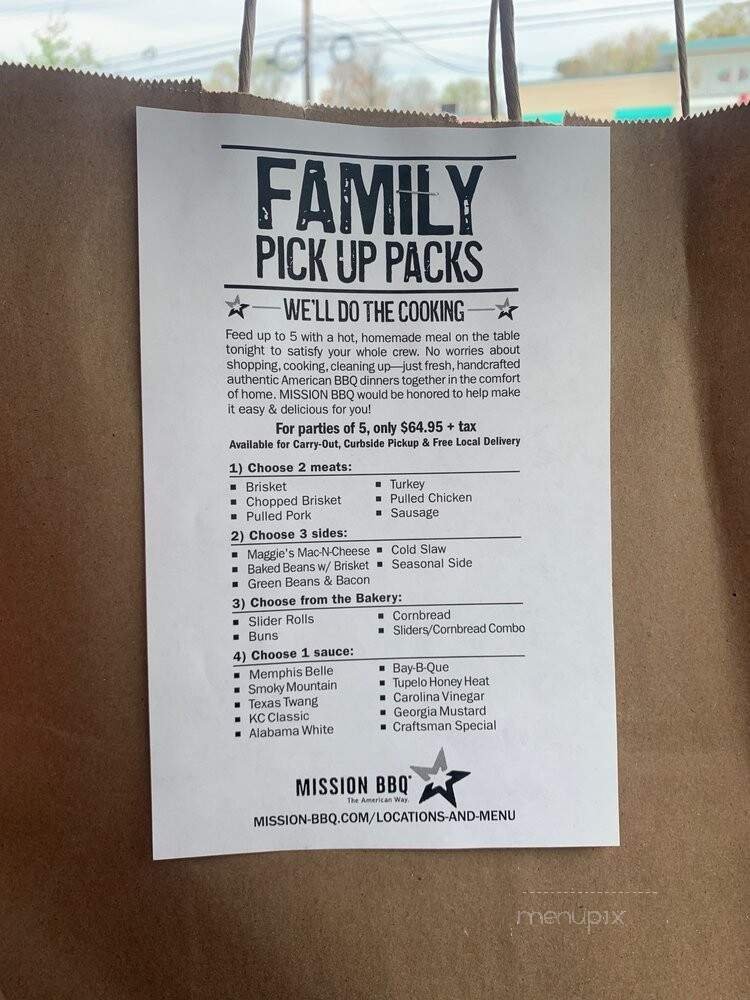 FAMILY
PICK UP PACKS
WE'LL DO THE COOKING
Feed up to 5 with a hot, homemade meal on the table
tonight to satisfy your whole crew. No worries about
shopping, cooking, cleaning up—just fresh, handcrafted
authentic American BBQ dinners together in the comfort
of home. MISSION BBQ would be honored to help make
it easy & delicious for you!
For parties of 5, only $64.95 + tax
Available for Carry-Out, Curbside Pickup & Free Local Delivery
1) Choose 2 meats:
▪ Brisket
▪ Chopped Brisket
▪ Pulled Pork
▪ Turkey
▪ Pulled Chicken
▪ Sausage
2) Choose 3 sides:
▪ Maggie's Mac-N-Cheese
▪ Baked Beans w/ Brisket
▪ Green Beans & Bacon
▪ Cold Slaw
▪ Seasonal Side
3) Choose from the Bakery:
▪ Slider Rolls
▪ Buns
▪ Cornbread
▪ Sliders/Cornbread Combo
4) Choose 1 sauce:
▪ Memphis Belle
▪ Smoky Mountain
▪ Texas Twang
▪ KC Classic
▪ Alabama White
▪ Bay-B-Que
▪ Tupelo Honey Heat
▪ Carolina Vinegar
▪ Georgia Mustard
▪ Craftsman Special
MISSION BBQ
The American Way.
MISSION-BBQ.COM/LOCATIONS-AND-MENU
menupix